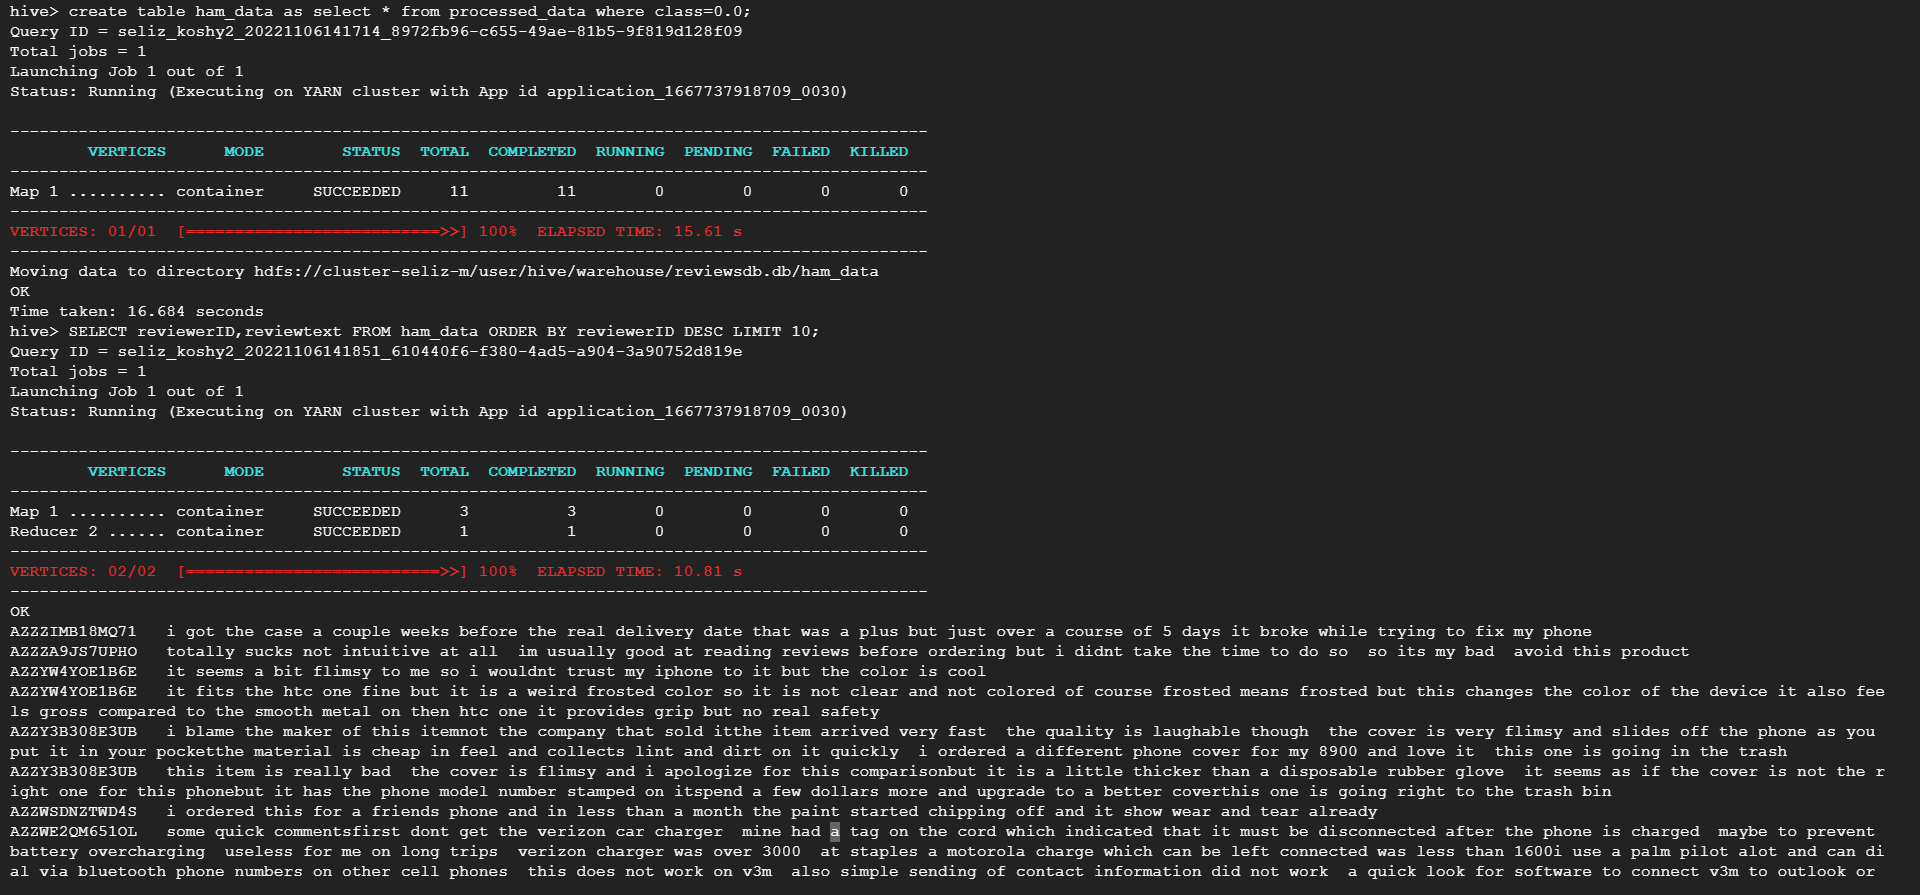 hive> create table ham_data as select * from processed_data where class=0.0;
Query ID = seliz_koshy2_20221106141714_8972fb96-c655-49ae-81b5-9f819d128f09
Total jobs = 1
Launching Job 1 out of 1
Status: Running (Executing on YARN cluster with App id application_1667737918709_0030)
----------------------------------------------------------------------------------------------
        VERTICES      MODE        STATUS  TOTAL  COMPLETED  RUNNING  PENDING  FAILED  KILLED
----------------------------------------------------------------------------------------------
Map 1 .......... container     SUCCEEDED     11         11        0        0       0       0
----------------------------------------------------------------------------------------------
VERTICES: 01/01  [==========================>>] 100%  ELAPSED TIME: 15.61 s
----------------------------------------------------------------------------------------------
Moving data to directory hdfs://cluster-seliz-m/user/hive/warehouse/reviewsdb.db/ham_data
OK
Time taken: 16.684 seconds
hive> SELECT reviewerID,reviewtext FROM ham_data ORDER BY reviewerID DESC LIMIT 10;
Query ID = seliz_koshy2_20221106141851_610440f6-f380-4ad5-a904-3a90752d819e
Total jobs = 1
Launching Job 1 out of 1
Status: Running (Executing on YARN cluster with App id application_1667737918709_0030)
----------------------------------------------------------------------------------------------
        VERTICES      MODE        STATUS  TOTAL  COMPLETED  RUNNING  PENDING  FAILED  KILLED
----------------------------------------------------------------------------------------------
Map 1 .......... container     SUCCEEDED      3          3        0        0       0       0
Reducer 2 ...... container     SUCCEEDED      1          1        0        0       0       0
----------------------------------------------------------------------------------------------
VERTICES: 02/02  [==========================>>] 100%  ELAPSED TIME: 10.81 s
----------------------------------------------------------------------------------------------
OK
AZZZIMB18MQ71   i got the case a couple weeks before the real delivery date that was a plus but just over a course of 5 days it broke while trying to fix my phone
AZZZA9JS7UPHO   totally sucks not intuitive at all  im usually good at reading reviews before ordering but i didnt take the time to do so  so its my bad  avoid this product
AZZYW4YOE1B6E   it seems a bit flimsy to me so i wouldnt trust my iphone to it but the color is cool
AZZYW4YOE1B6E   it fits the htc one fine but it is a weird frosted color so it is not clear and not colored of course frosted means frosted but this changes the color of the device it also fee
ls gross compared to the smooth metal on then htc one it provides grip but no real safety
AZZY3B308E3UB   i blame the maker of this itemnot the company that sold itthe item arrived very fast  the quality is laughable though  the cover is very flimsy and slides off the phone as you
put it in your pocketthe material is cheap in feel and collects lint and dirt on it quickly  i ordered a different phone cover for my 8900 and love it  this one is going in the trash
AZZY3B308E3UB   this item is really bad  the cover is flimsy and i apologize for this comparisonbut it is a little thicker than a disposable rubber glove  it seems as if the cover is not the r
ight one for this phonebut it has the phone model number stamped on itspend a few dollars more and upgrade to a better coverthis one is going right to the trash bin
AZZWSDNZTWD4S   i ordered this for a friends phone and in less than a month the paint started chipping off and it show wear and tear already
AZZWE2QM651OL   some quick commentsfirst dont get the verizon car charger  mine had a tag on the cord which indicated that it must be disconnected after the phone is charged  maybe to prevent
battery overcharging  useless for me on long trips  verizon charger was over 3000  at staples a motorola charge which can be left connected was less than 1600i use a palm pilot alot and can di
al via bluetooth phone numbers on other cell phones  this does not work on v3m  also simple sending of contact information did not work  a quick look for software to connect v3m to outlook or